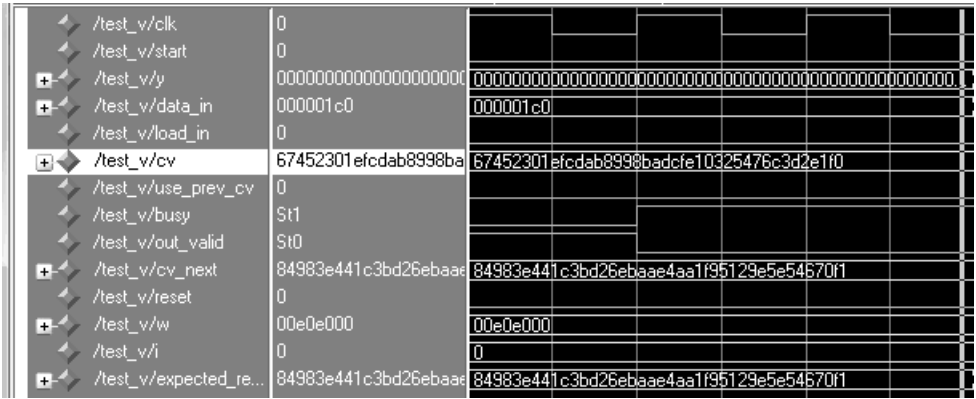 /test_v/clk 0
/test_v/start 0
/test_v/y 00000000000000000000 000000000000000000000000000000000000000000000000...
/test_v/data_in 000001c0 000001c0
/test_v/load_in 0
/test_v/cv 67452301efcdab8998ba 67452301efcdab8998badcfe10325476c3d2e1f0
/test_v/use_prev_cv 0
/test_v/busy St1
/test_v/out_valid St0
/test_v/cv_next 84983e441c3bd26ebaae 84983e441c3bd26ebaae4aa1f95129e5e54670f1
/test_v/reset 0
/test_v/w 00e0e000 00e0e000
/test_v/i 0 0
/test_v/expected_re... 84983e441c3bd26ebaae 84983e441c3bd26ebaae4aa1f95129e5e54670f1